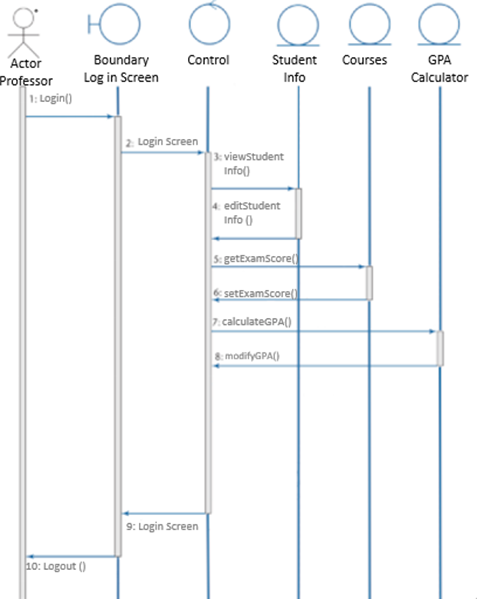 Actor
Professor
Boundary
Log in Screen
Control
Student
Info
Courses
GPA
Calculator
1: Login()
2: Login Screen
3: viewStudent
Info()
4: editStudent
Info ()
5: getExamScore()
6: setExamScore()
7: calculateGPA()
8: modifyGPA()
9: Login Screen
10: Logout ()